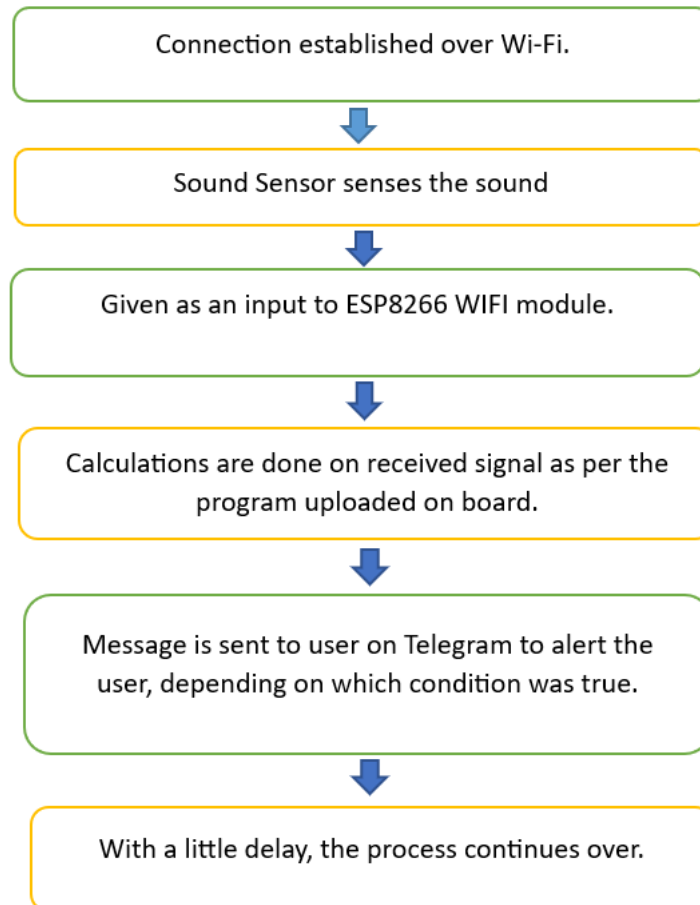 Connection established over Wi-Fi.
Sound Sensor senses the sound
Given as an input to ESP8266 WIFI module.
Calculations are done on received signal as per the
program uploaded on board.
Message is sent to user on Telegram to alert the
user, depending on which condition was true.
With a little delay, the process continues over.